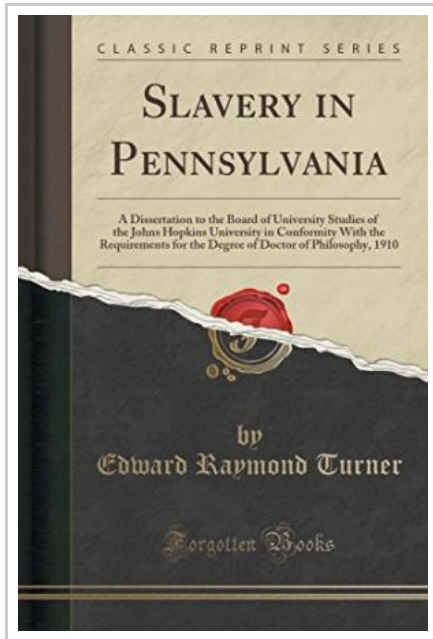 CLASSIC REPRINT SERIES
SLAVERY IN
PENNSYLVANIA
A Dissertation to the Board of University Studies of
the Johns Hopkins University in Conformity With the
Requirements for the Degree of Doctor of Philosophy, 1910
by
Edward Raymond Turner
Forgotten Books